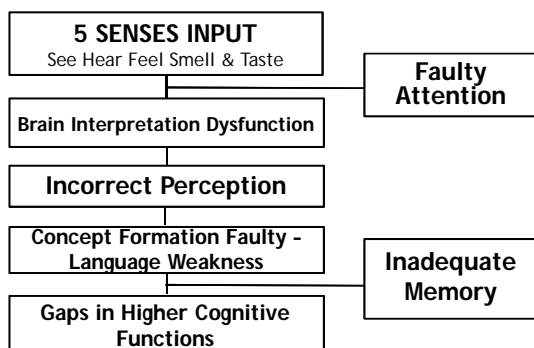 5 SENSES INPUT
See Hear Feel Smell & Taste
Faulty
Attention
Brain Interpretation Dysfunction
Incorrect Perception
Concept Formation Faulty –
Language Weakness
Inadequate
Memory
Gaps in Higher Cognitive
Functions